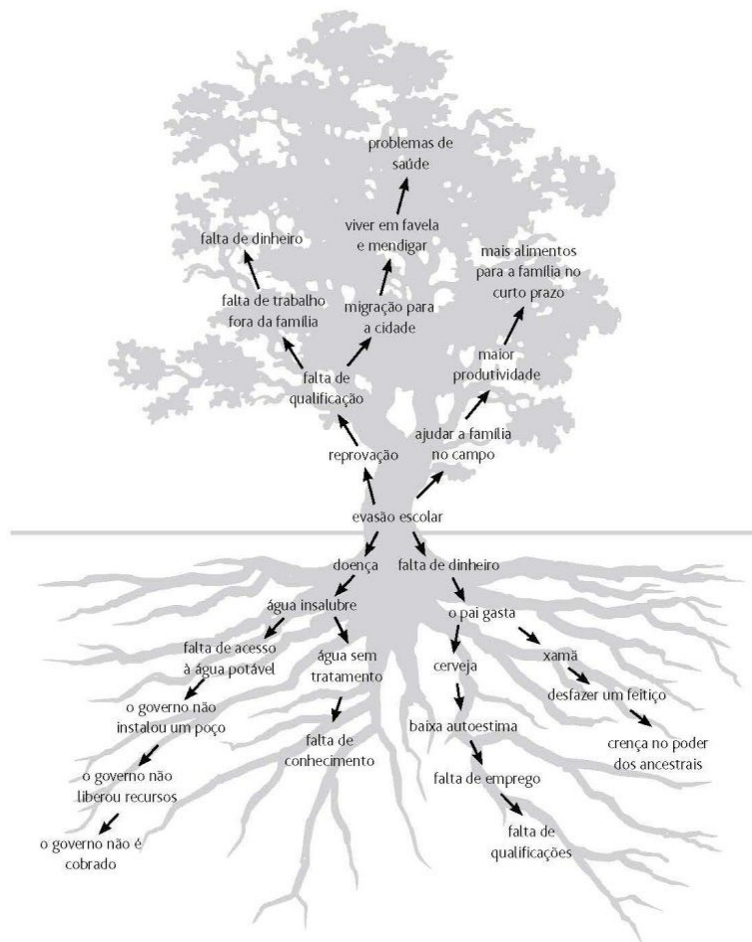 problemas de
saúde
viver em favela
e mendigar
falta de dinheiro
mais alimentos
para a família no
curto prazo
falta de trabalho
fora da família
migração para
a cidade
maior
produtividade
falta de
qualificação
ajudar a família
no campo
reprovação
evasão escolar
doença
falta de dinheiro
água insalubre
o pai gasta
falta de acesso
à água potável
água sem
tratamento
cerveja
xamã
desfazer um feitiço
o governo não
instalou um poço
baixa autoestima
falta de
conhecimento
crença no poder
dos ancestrais
o governo não
liberou recursos
falta de emprego
o governo não é
cobrado
falta de
qualificações